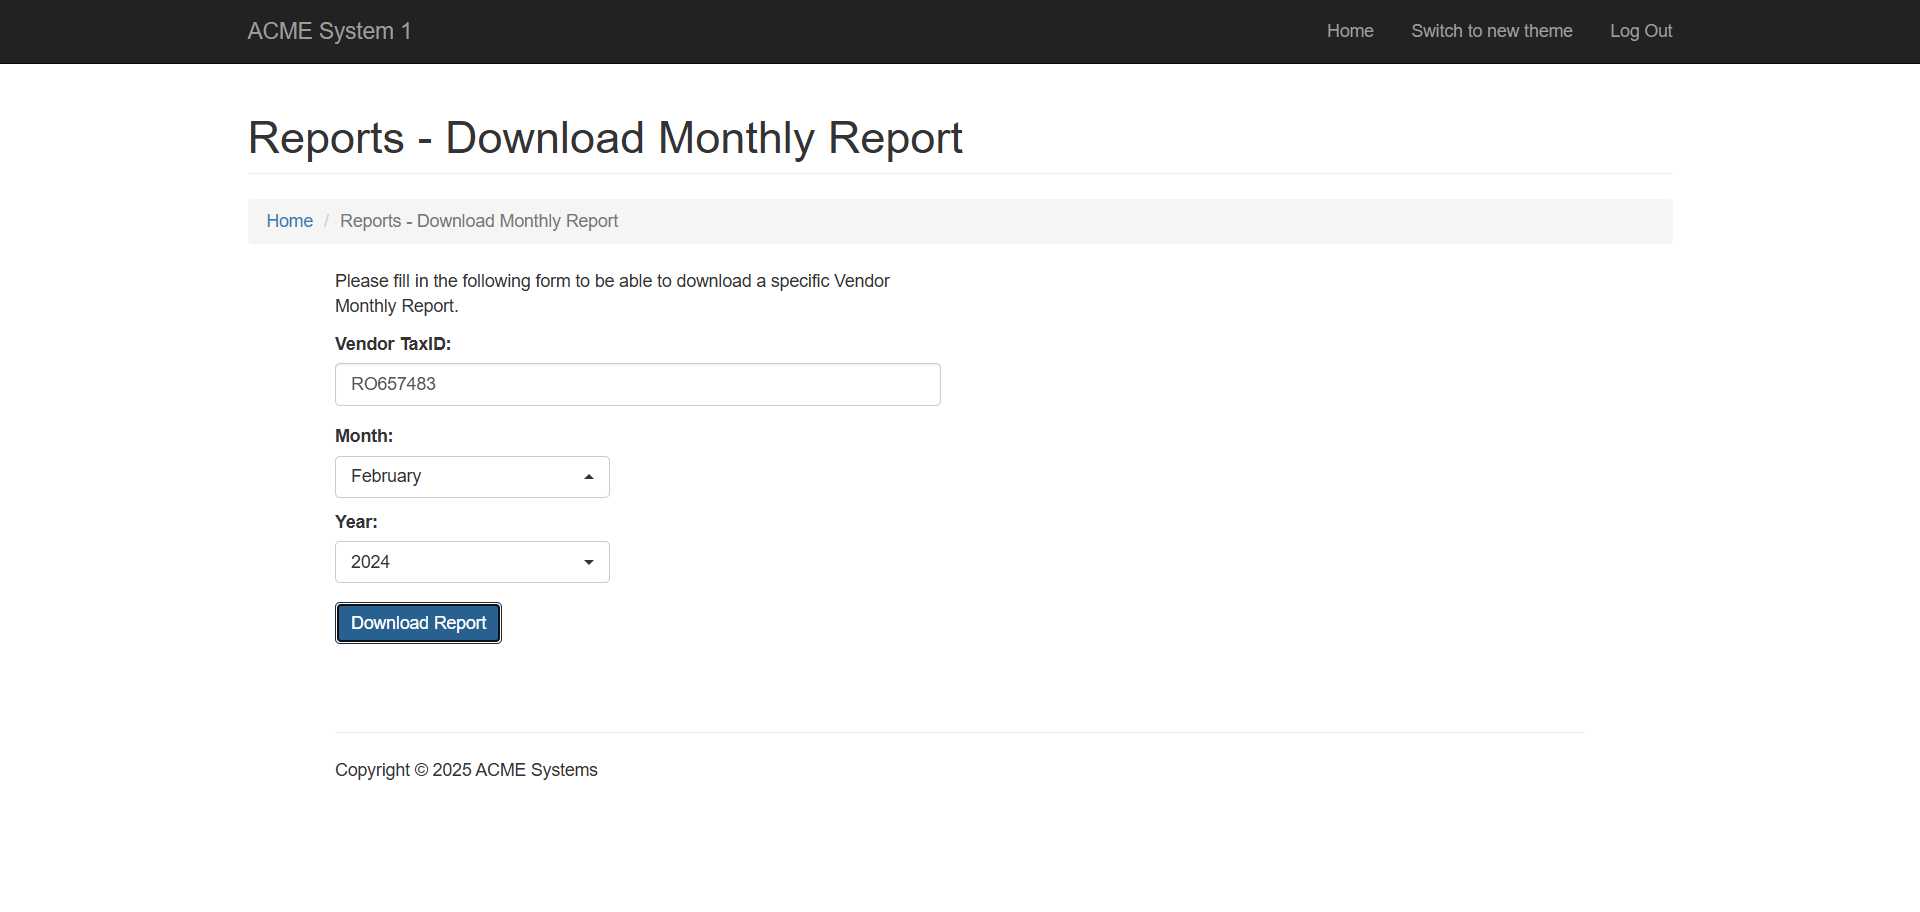 ACME System 1
Home
Switch to new theme
Log Out
Reports - Download Monthly Report
Home / Reports - Download Monthly Report
Please fill in the following form to be able to download a specific Vendor
Monthly Report.
Vendor TaxID:
RO657483
Month:
February
Year:
2024
Download Report
Copyright © 2025 ACME Systems